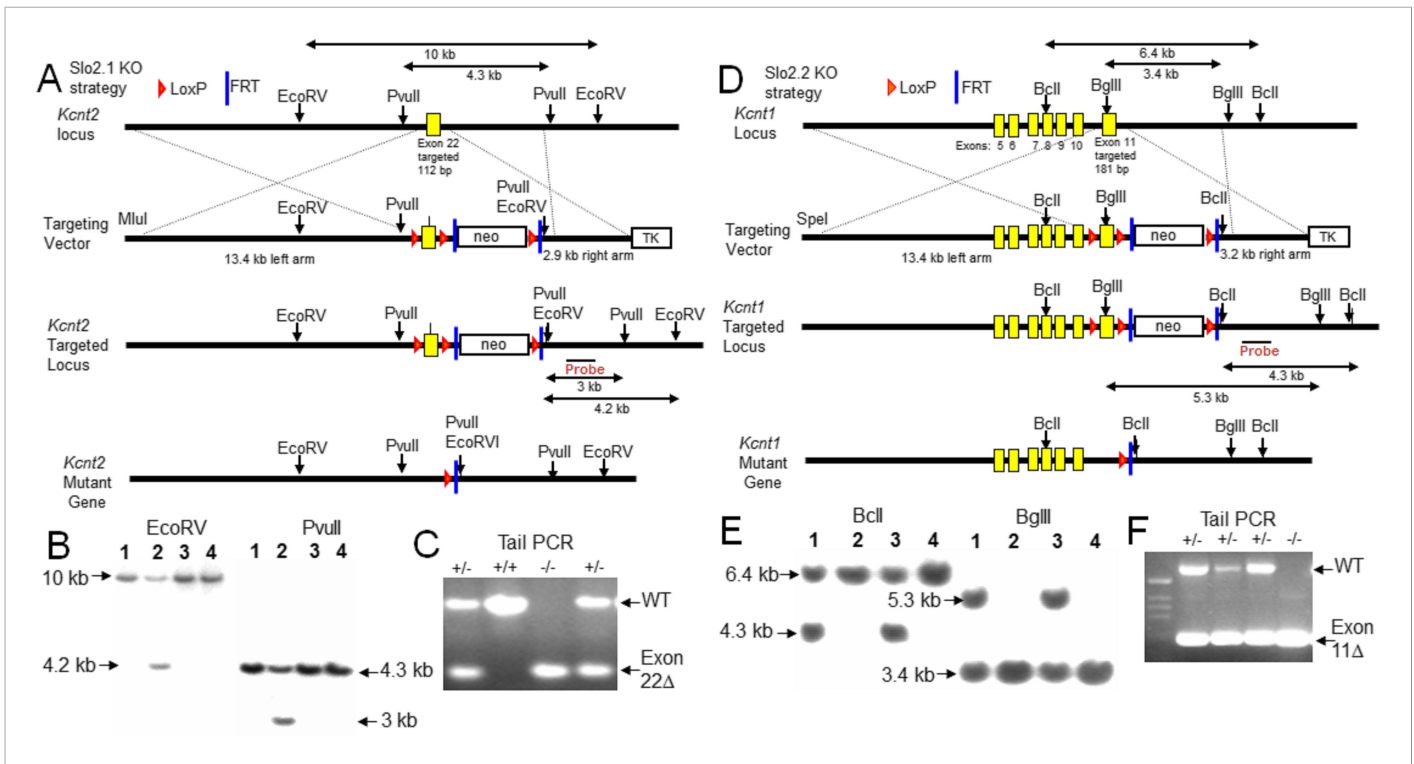 A
Slo2.1 KO
strategy
LoxP
FRT
10 kb
4.3 kb
EcoRV
PvuII
PvuII
EcoRV
Kcnt2
locus
Exon 22
targeted
112 bp
Targeting
Vector
MluI
EcoRV
PvuII
PvuII
EcoRV
neo
TK
13.4 kb left arm
2.9 kb right arm
Kcnt2
Targeted
Locus
EcoRV
PvuII
PvuII
EcoRV
PvuII
EcoRV
neo
Probe
3 kb
4.2 kb
Kcnt2
Mutant
Gene
EcoRV
PvuII
PvuII
EcoRVI
PvuII
EcoRV
B
EcoRV
PvuII
1 2 3 4
1 2 3 4
10 kb
4.2 kb
4.3 kb
3 kb
C
Tail PCR
+/- +/+ -/- +/-
WT
Exon
22Δ
D
Slo2.2 KO
strategy
LoxP
FRT
6.4 kb
3.4 kb
BclI
BglII
BglII
BclI
Kcnt1
Locus
Exons: 5 6 7 8 9 10
Exon 11
targeted
181 bp
Targeting
Vector
SpeI
BclI
BglII
BclI
neo
TK
13.4 kb left arm
3.2 kb right arm
Kcnt1
Targeted
Locus
BclI
BglII
BclI
BglII
BclI
neo
Probe
4.3 kb
5.3 kb
Kcnt1
Mutant
Gene
BclI
BclI
BglII
BclI
E
BclI
BglII
1 2 3 4
1 2 3 4
6.4 kb
5.3 kb
4.3 kb
3.4 kb
F
Tail PCR
+/- +/- +/- -/-
WT
Exon
11Δ